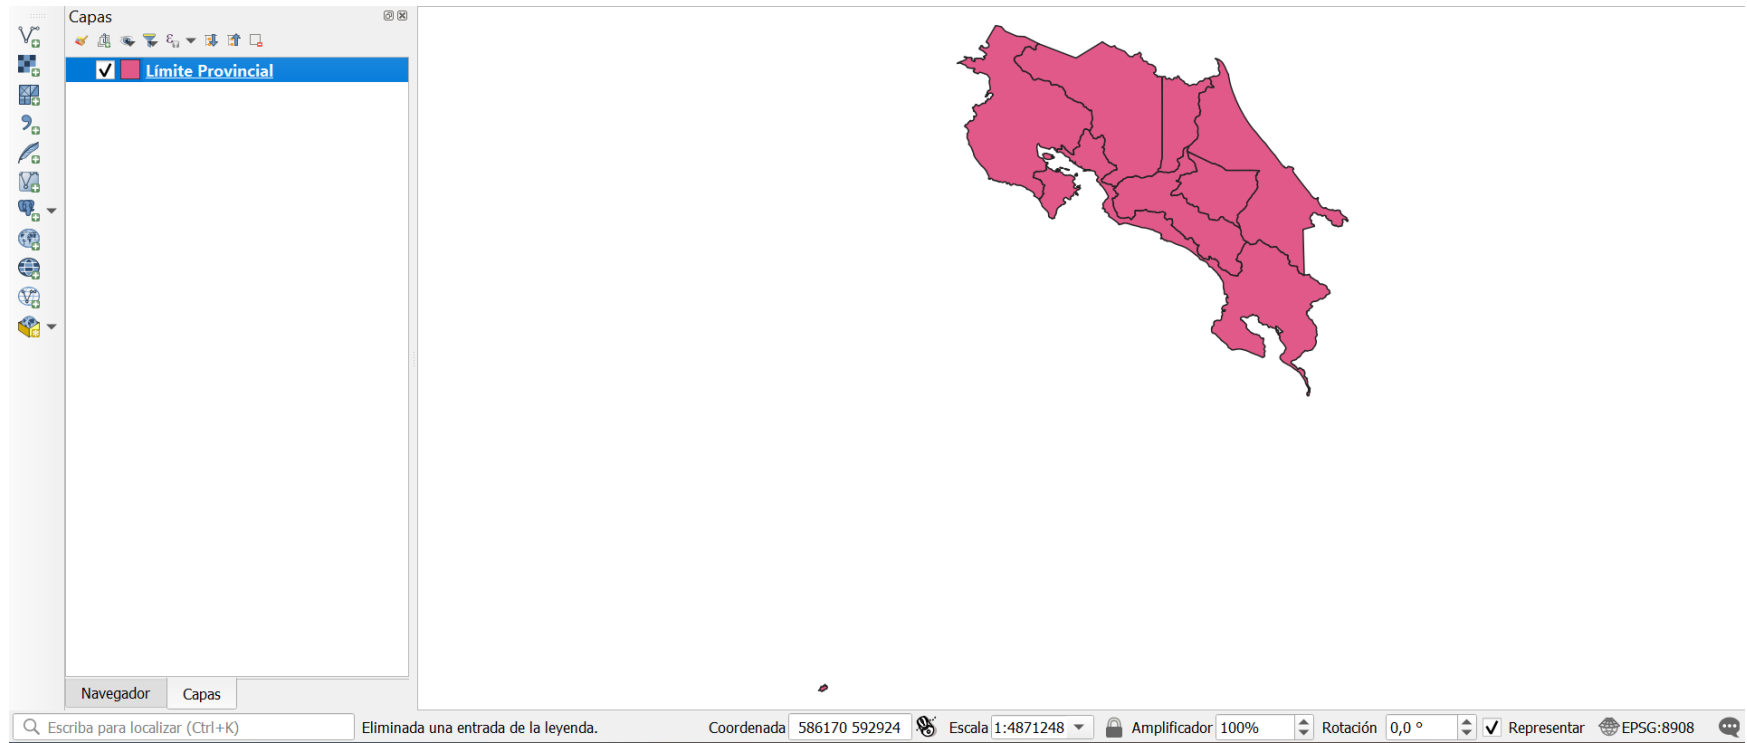 Capas
Límite Provincial
Navegador Capas
Escriba para localizar (Ctrl+K) Eliminada una entrada de la leyenda. Coordenada 586170 592924 Escala 1:4871248 Amplificador 100% Rotación 0,0 ° Representar EPSG:8908